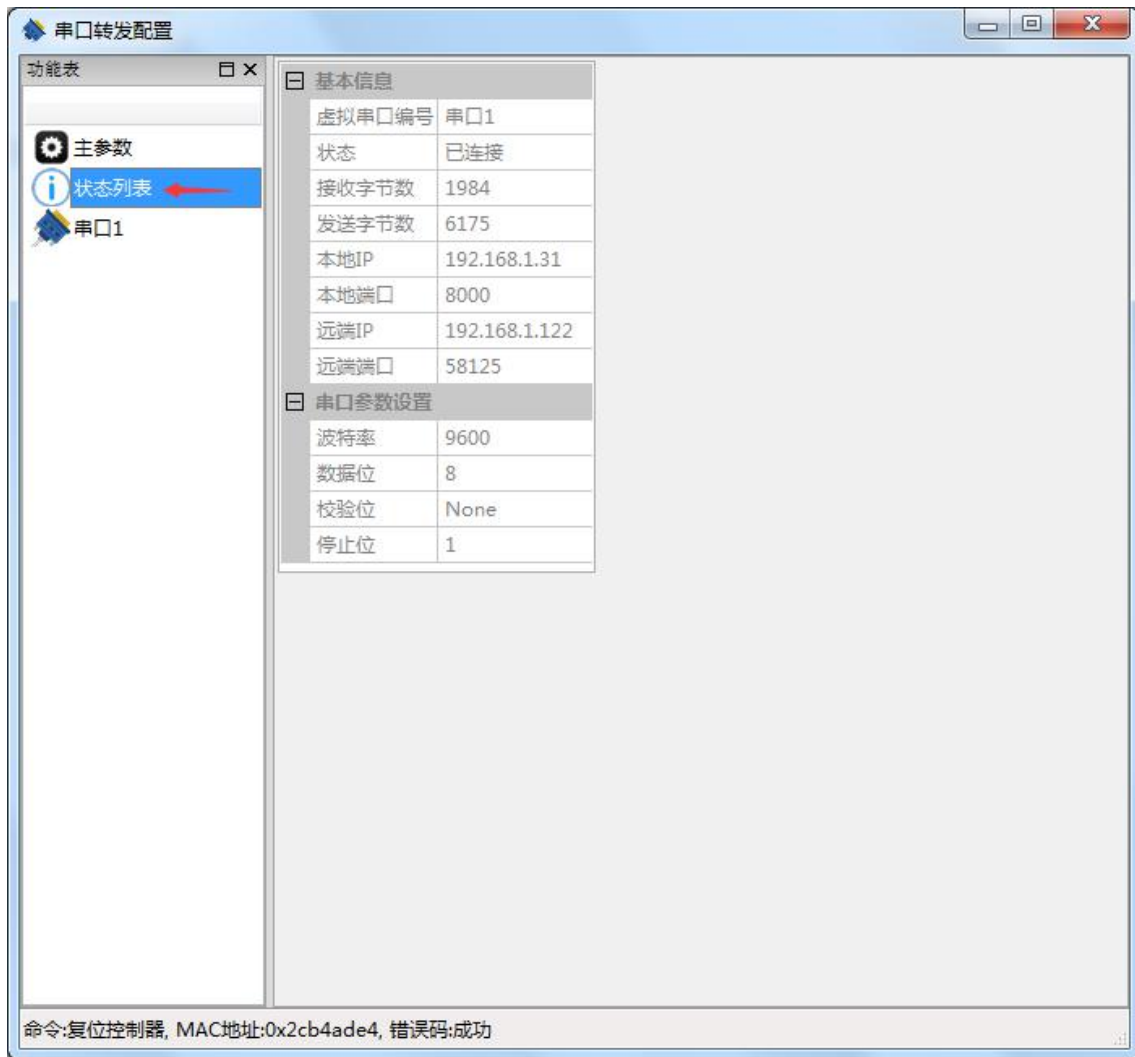 串口转发配置
功能表
主参数
状态列表
串口1
基本信息
虚拟串口编号 串口1
状态 已连接
接收字节数 1984
发送字节数 6175
本地IP 192.168.1.31
本地端口 8000
远端IP 192.168.1.122
远端端口 58125
串口参数设置
波特率 9600
数据位 8
校验位 None
停止位 1
命令:复位控制器, MAC地址:0x2cb4ade4, 错误码:成功